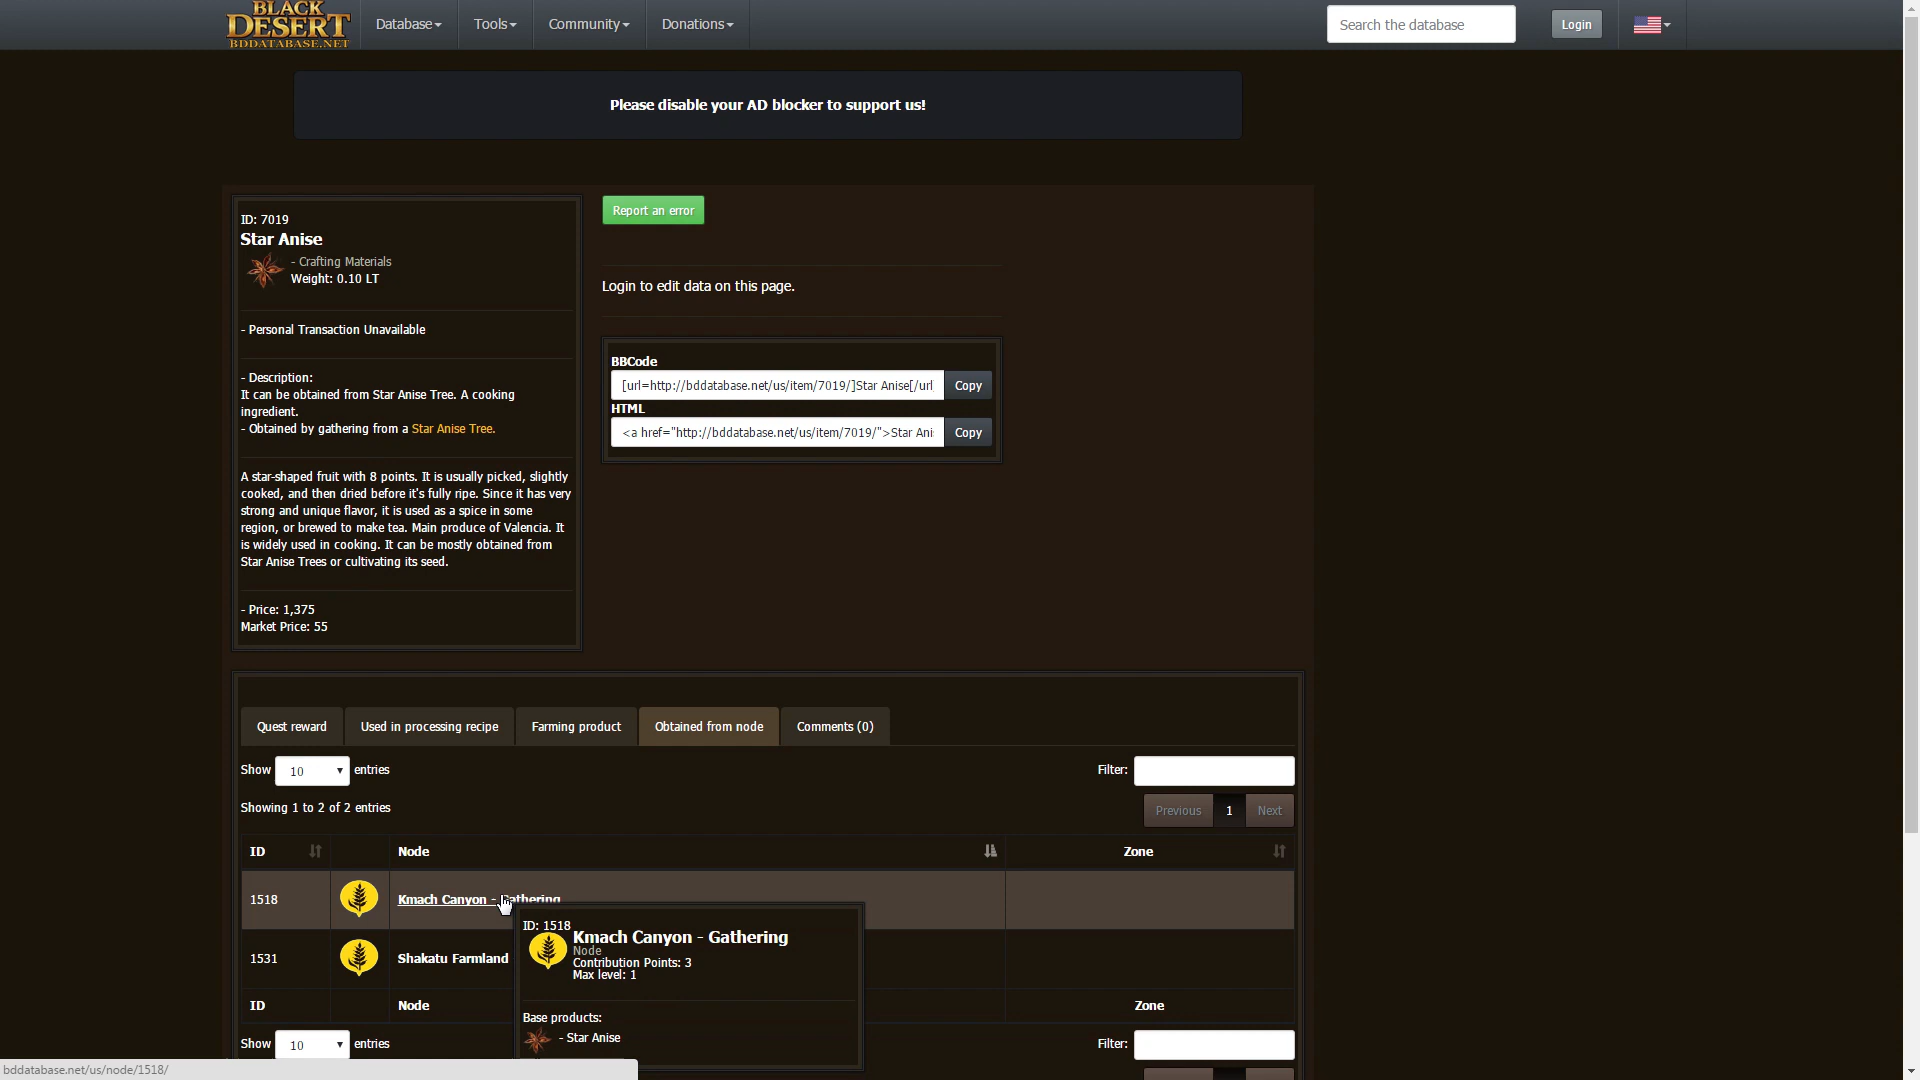 BLACK
DESERT
BDDATABASE.NET
Database
Tools
Community
Donations
Search the database
Login
Please disable your AD blocker to support us!
ID: 7019
Star Anise
- Crafting Materials
Weight: 0.10 LT
- Personal Transaction Unavailable
- Description:
It can be obtained from Star Anise Tree. A cooking
ingredient.
- Obtained by gathering from a Star Anise Tree.
A star-shaped fruit with 8 points. It is usually picked, slightly
cooked, and then dried before it's fully ripe. Since it has very
strong and unique flavor, it is used as a spice in some
region, or brewed to make tea. Main produce of Valencia. It
is widely used in cooking. It can be mostly obtained from
Star Anise Trees or cultivating its seed.
- Price: 1,375
Market Price: 55
Report an error
Login to edit data on this page.
BBCode
[url=http://bddatabase.net/us/item/7019/]Star Anise[/url
Copy
HTML
<a href="http://bddatabase.net/us/item/7019/">Star Ani
Copy
Quest reward
Used in processing recipe
Farming product
Obtained from node
Comments (0)
Show 10 entries
Filter:
Showing 1 to 2 of 2 entries
Previous 1 Next
ID Node Zone
1518 Kmach Canyon - Gathering
1531 Shakatu Farmland
ID: 1518
Kmach Canyon - Gathering
Node
Contribution Points: 3
Max level: 1
Base products:
- Star Anise
ID Node Zone
Show 10 entries
Filter:
bddatabase.net/us/node/1518/